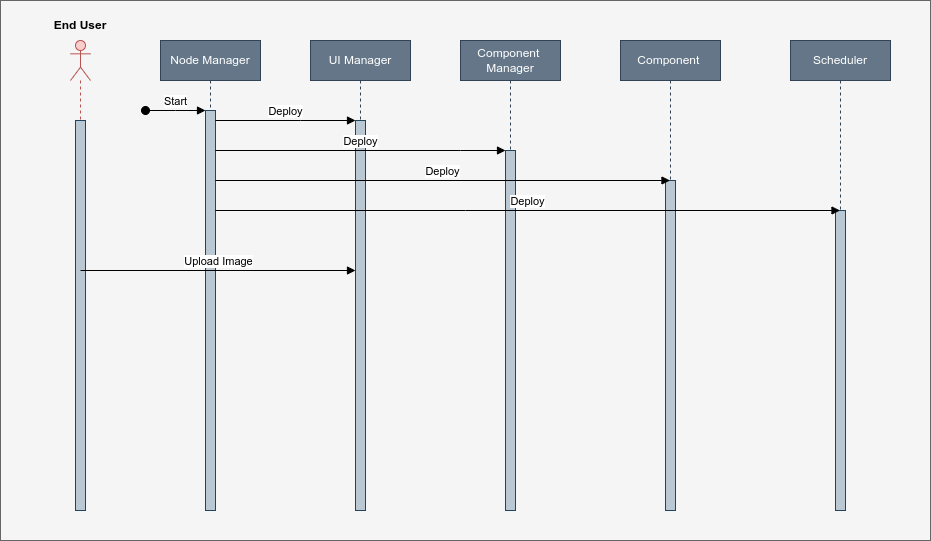 End User
Node Manager
UI Manager
Component
Manager
Component
Scheduler
Start
Deploy
Deploy
Deploy
Deploy
Upload Image